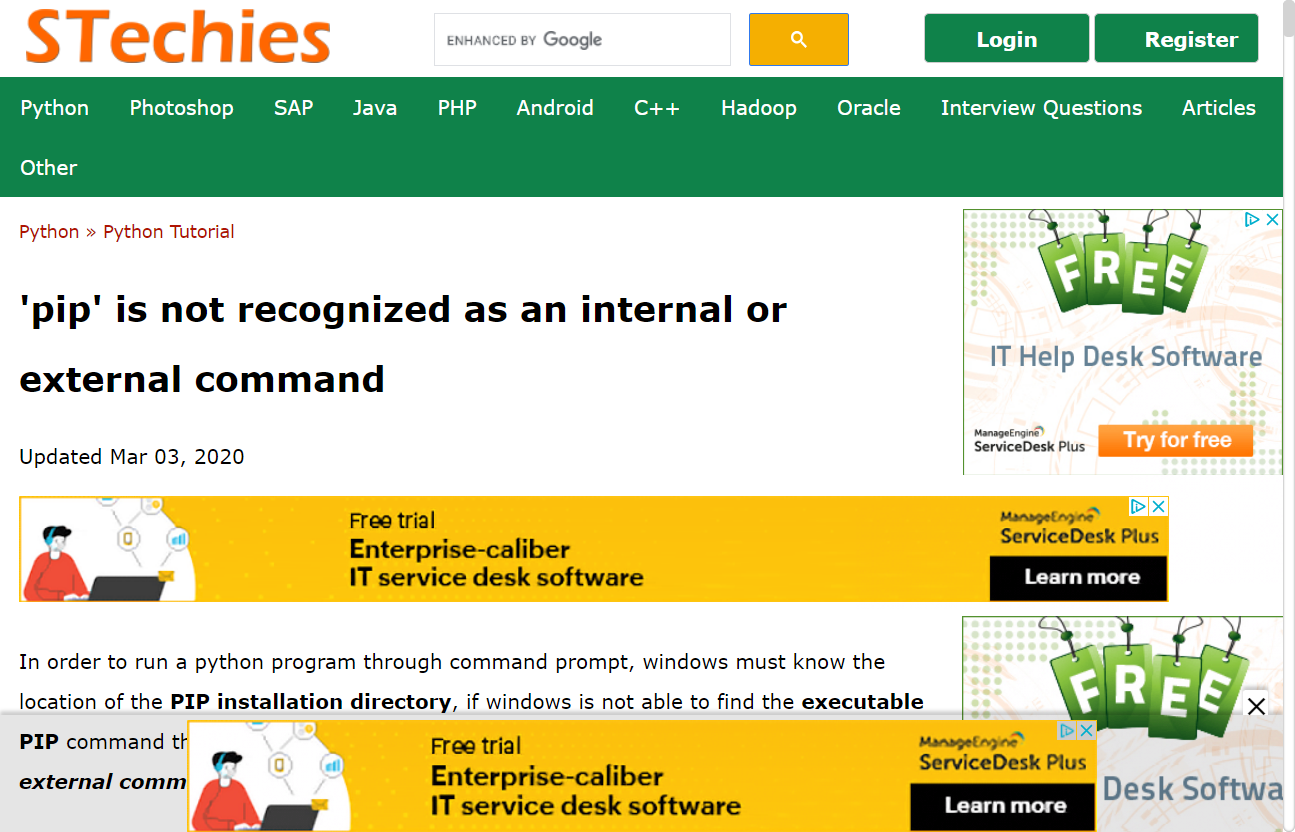 STechies
ENHANCED BY Google
Login
Register
Python Photoshop SAP Java PHP Android C++ Hadoop Oracle Interview Questions Articles
Other
Python » Python Tutorial
'pip' is not recognized as an internal or
external command
Updated Mar 03, 2020
FREE
IT Help Desk Software
ManageEngine
ServiceDesk Plus
Try for free
Free trial
Enterprise-caliber
IT service desk software
ManageEngine
ServiceDesk Plus
Learn more
In order to run a python program through command prompt, windows must know the
location of the PIP installation directory, if windows is not able to find the executable
PIP command th
external comm
FREE
Desk Softwa
Free trial
Enterprise-caliber
IT service desk software
ManageEngine
ServiceDesk Plus
Learn more